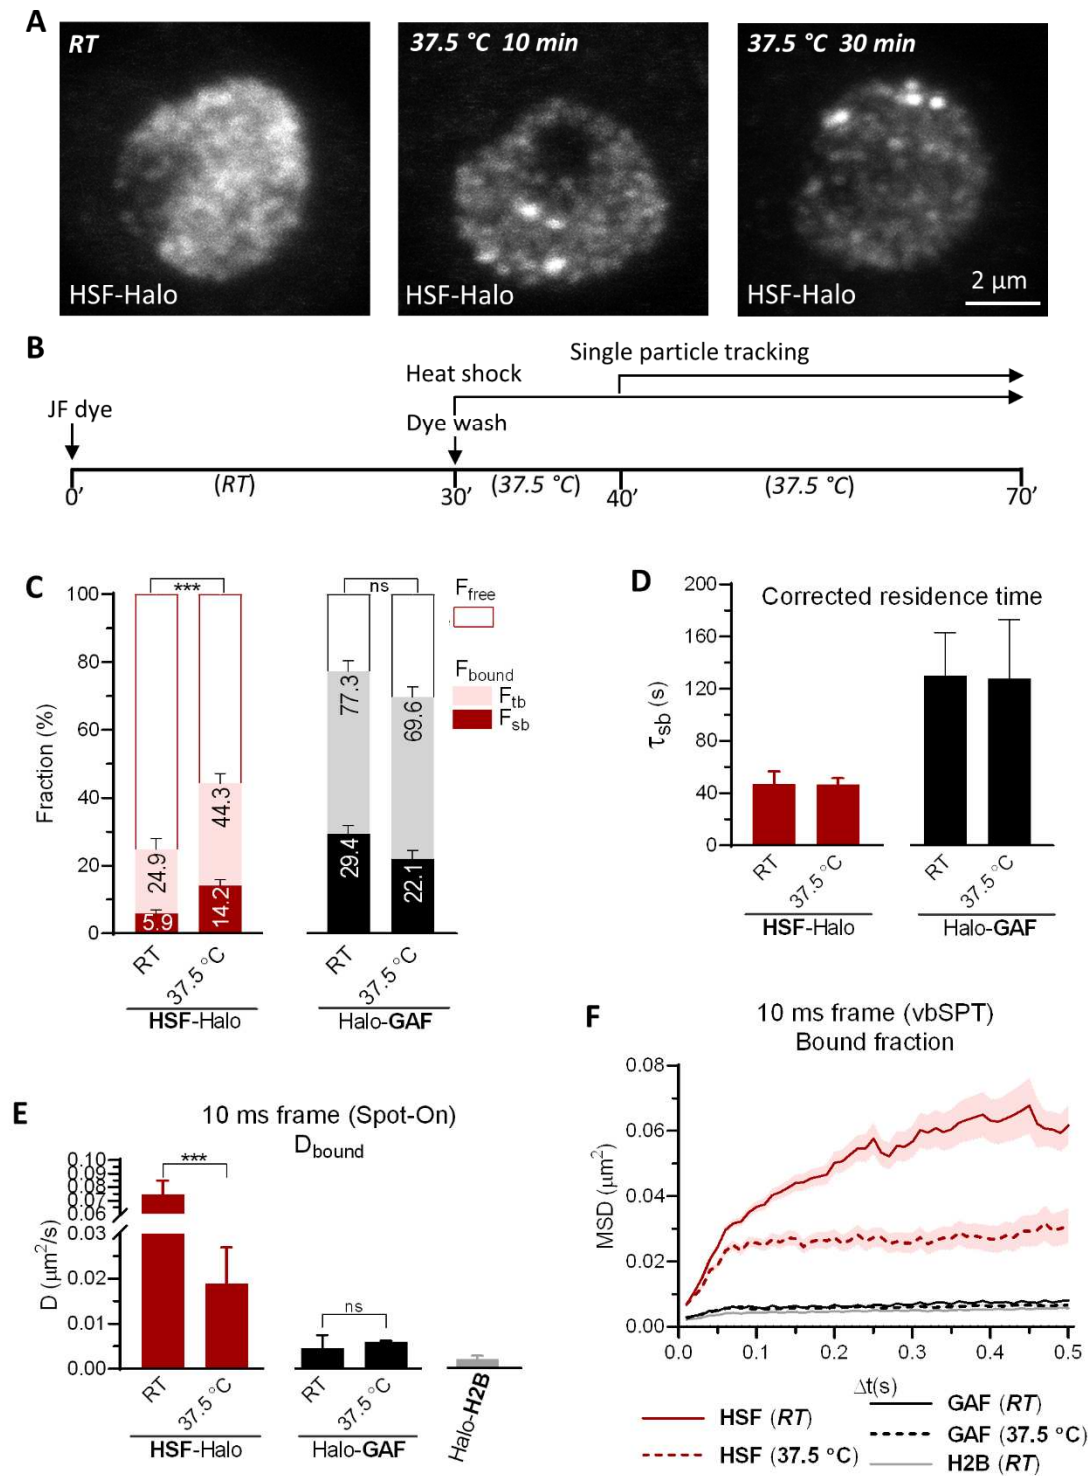 A
RT
37.5 °C 10 min
37.5 °C 30 min
HSF-Halo
HSF-Halo
HSF-Halo
2 µm
B
Single particle tracking
Heat shock
JF dye
Dye wash
0’
(RT)
30’
(37.5 °C)
40’
(37.5 °C)
70’
C
Fraction (%)
100
80
60
40
20
0
***
24.9
5.9
44.3
14.2
RT
37.5 °C
HSF-Halo
ns
77.3
29.4
69.6
22.1
RT
37.5 °C
Halo-GAF
Ffree
Fbound
Ftb
Fsb
D
Corrected residence time
τsb (s)
200
160
120
80
40
0
RT
37.5 °C
HSF-Halo
RT
37.5 °C
Halo-GAF
E
10 ms frame (Spot-On)
Dbound
D (µm²/s)
0.10
0.09
0.08
0.07
0.06
0.03
0.02
0.01
0.00
***
RT
37.5 °C
HSF-Halo
ns
RT
37.5 °C
Halo-GAF
Halo-H2B
F
10 ms frame (vbSPT)
Bound fraction
MSD (µm²)
0.08
0.06
0.04
0.02
0.00
0.0
0.1
0.2
0.3
0.4
0.5
Δt(s)
HSF (RT)
HSF (37.5 °C)
GAF (RT)
GAF (37.5 °C)
H2B (RT)